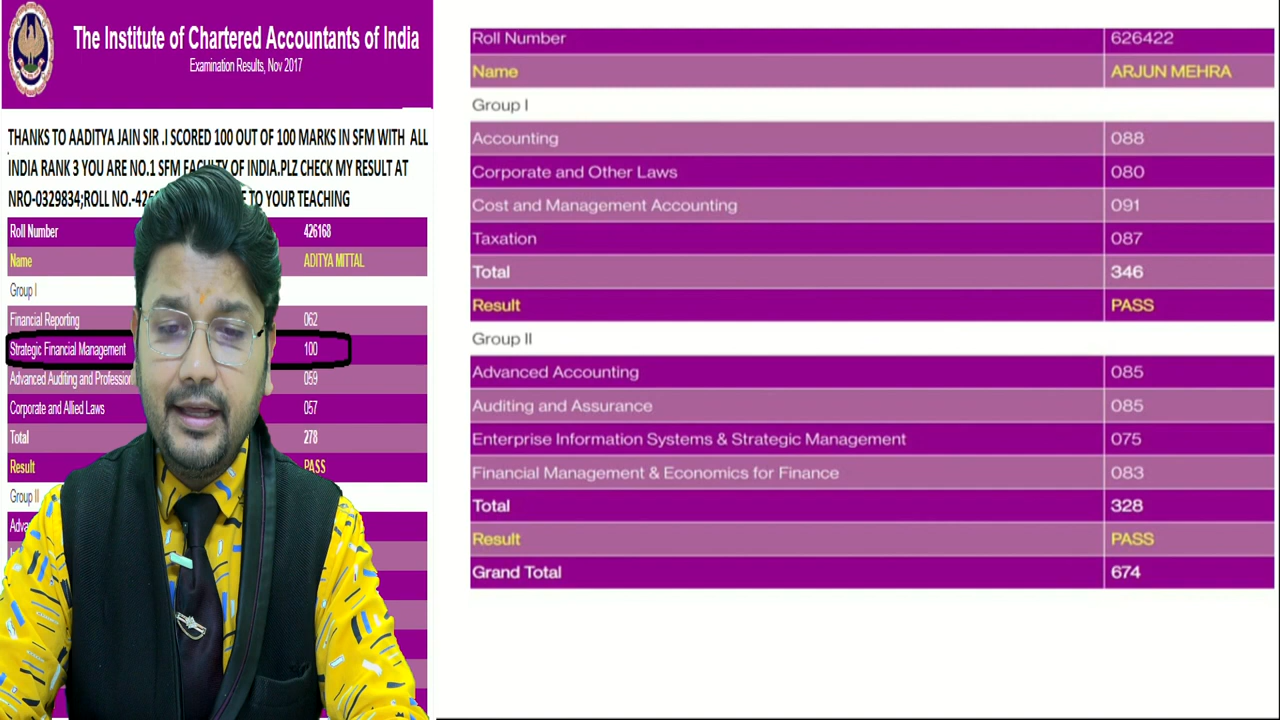 The Institute of Chartered Accountants of India
Examination Results, Nov 2017
THANKS TO AADITYA JAIN SIR .I SCORED 100 OUT OF 100 MARKS IN SFM WITH ALL
INDIA RANK 3 YOU ARE NO.1 SFM FACULTY OF INDIA.PLZ CHECK MY RESULT AT
NRO-0329834;ROLL NO. TO YOUR TEACHING
Roll Number 426168
Name ADITYA MITTAL
Group I
Financial Reporting 062
Strategic Financial Management 100
Advanced Auditing and 059
Corporate and Allied Laws 057
Total 278
Result PASS
Group II
Roll Number 626422
Name ARJUN MEHRA
Group I
Accounting 088
Corporate and Other Laws 080
Cost and Management Accounting 091
Taxation 087
Total 346
Result PASS
Group II
Advanced Accounting 085
Auditing and Assurance 085
Enterprise Information Systems & Strategic Management 075
Financial Management & Economics for Finance 083
Total 328
Result PASS
Grand Total 674